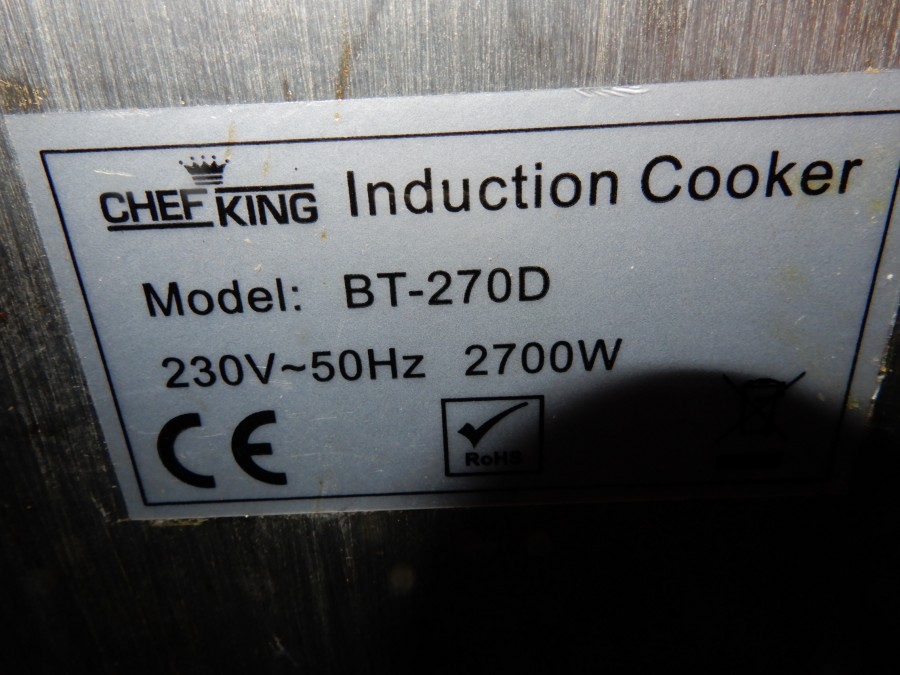 CHEF KING Induction Cooker
Model: BT-270D
230V~50Hz 2700W
CE RoHS